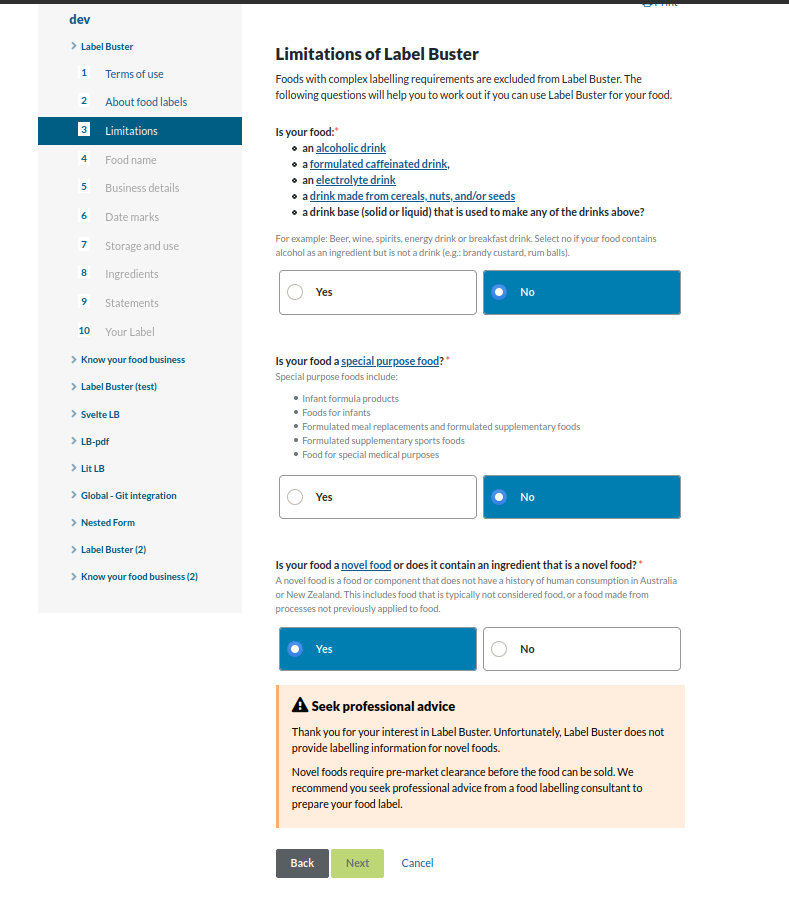 Print
dev
Label Buster
1 Terms of use
2 About food labels
3 Limitations
4 Food name
5 Business details
6 Date marks
7 Storage and use
8 Ingredients
9 Statements
10 Your Label
Know your food business
Label Buster (test)
Svelte LB
LB-pdf
Lit LB
Global - Git integration
Nested Form
Label Buster (2)
Know your food business (2)
Limitations of Label Buster
Foods with complex labelling requirements are excluded from Label Buster. The
following questions will help you to work out if you can use Label Buster for your food.
Is your food:*
an alcoholic drink
a formulated caffeinated drink,
an electrolyte drink
a drink made from cereals, nuts, and/or seeds
a drink base (solid or liquid) that is used to make any of the drinks above?
For example: Beer, wine, spirits, energy drink or breakfast drink. Select no if your food contains
alcohol as an ingredient but is not a drink (e.g.: brandy custard, rum balls).
Yes No
Is your food a special purpose food?*
Special purpose foods include:
Infant formula products
Foods for infants
Formulated meal replacements and formulated supplementary foods
Formulated supplementary sports foods
Food for special medical purposes
Yes No
Is your food a novel food or does it contain an ingredient that is a novel food?*
A novel food is a food or component that does not have a history of human consumption in Australia
or New Zealand. This includes food that is typically not considered food, or a food made from
processes not previously applied to food.
Yes No
Seek professional advice
Thank you for your interest in Label Buster. Unfortunately, Label Buster does not
provide labelling information for novel foods.
Novel foods require pre-market clearance before the food can be sold. We
recommend you seek professional advice from a food labelling consultant to
prepare your food label.
Back Next Cancel